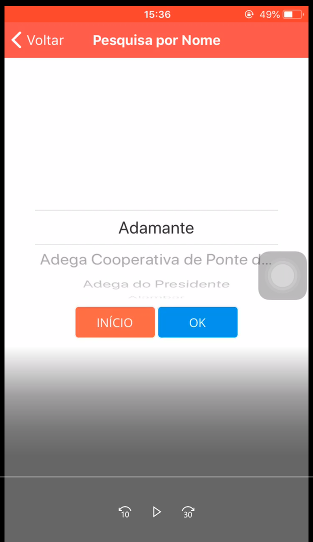 15:36
49%
Voltar
Pesquisa por Nome
Adamante
Adega Cooperativa de Ponte d...
Adega do Presidente
INÍCIO
OK
10
30